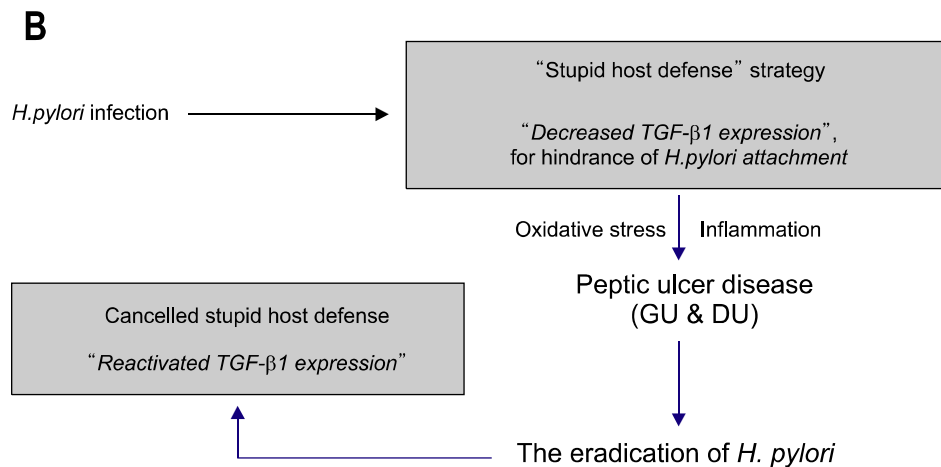 B
“Stupid host defense” strategy
H.pylori infection
“Decreased TGF-β1 expression”,
for hindrance of H.pylori attachment
Oxidative stress Inflammation
Peptic ulcer disease
(GU & DU)
Cancelled stupid host defense
“Reactivated TGF-β1 expression”
The eradication of H. pylori